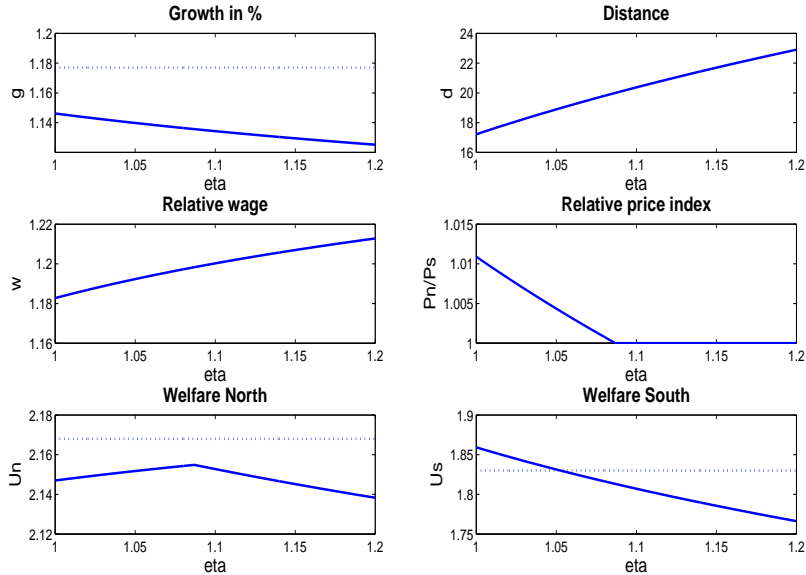 Growth in %
1.2
1.18
1.16
1.14
g
1 1.05 1.1 1.15 1.2
eta
Distance
24
22
20
18
16
d
1 1.05 1.1 1.15 1.2
eta
Relative wage
1.22
1.2
1.18
1.16
w
1 1.05 1.1 1.15 1.2
eta
Relative price index
1.015
1.01
1.005
1
Pn/Ps
1 1.05 1.1 1.15 1.2
eta
Welfare North
2.18
2.16
2.14
2.12
Un
1 1.05 1.1 1.15 1.2
eta
Welfare South
1.9
1.85
1.8
1.75
Us
1 1.05 1.1 1.15 1.2
eta